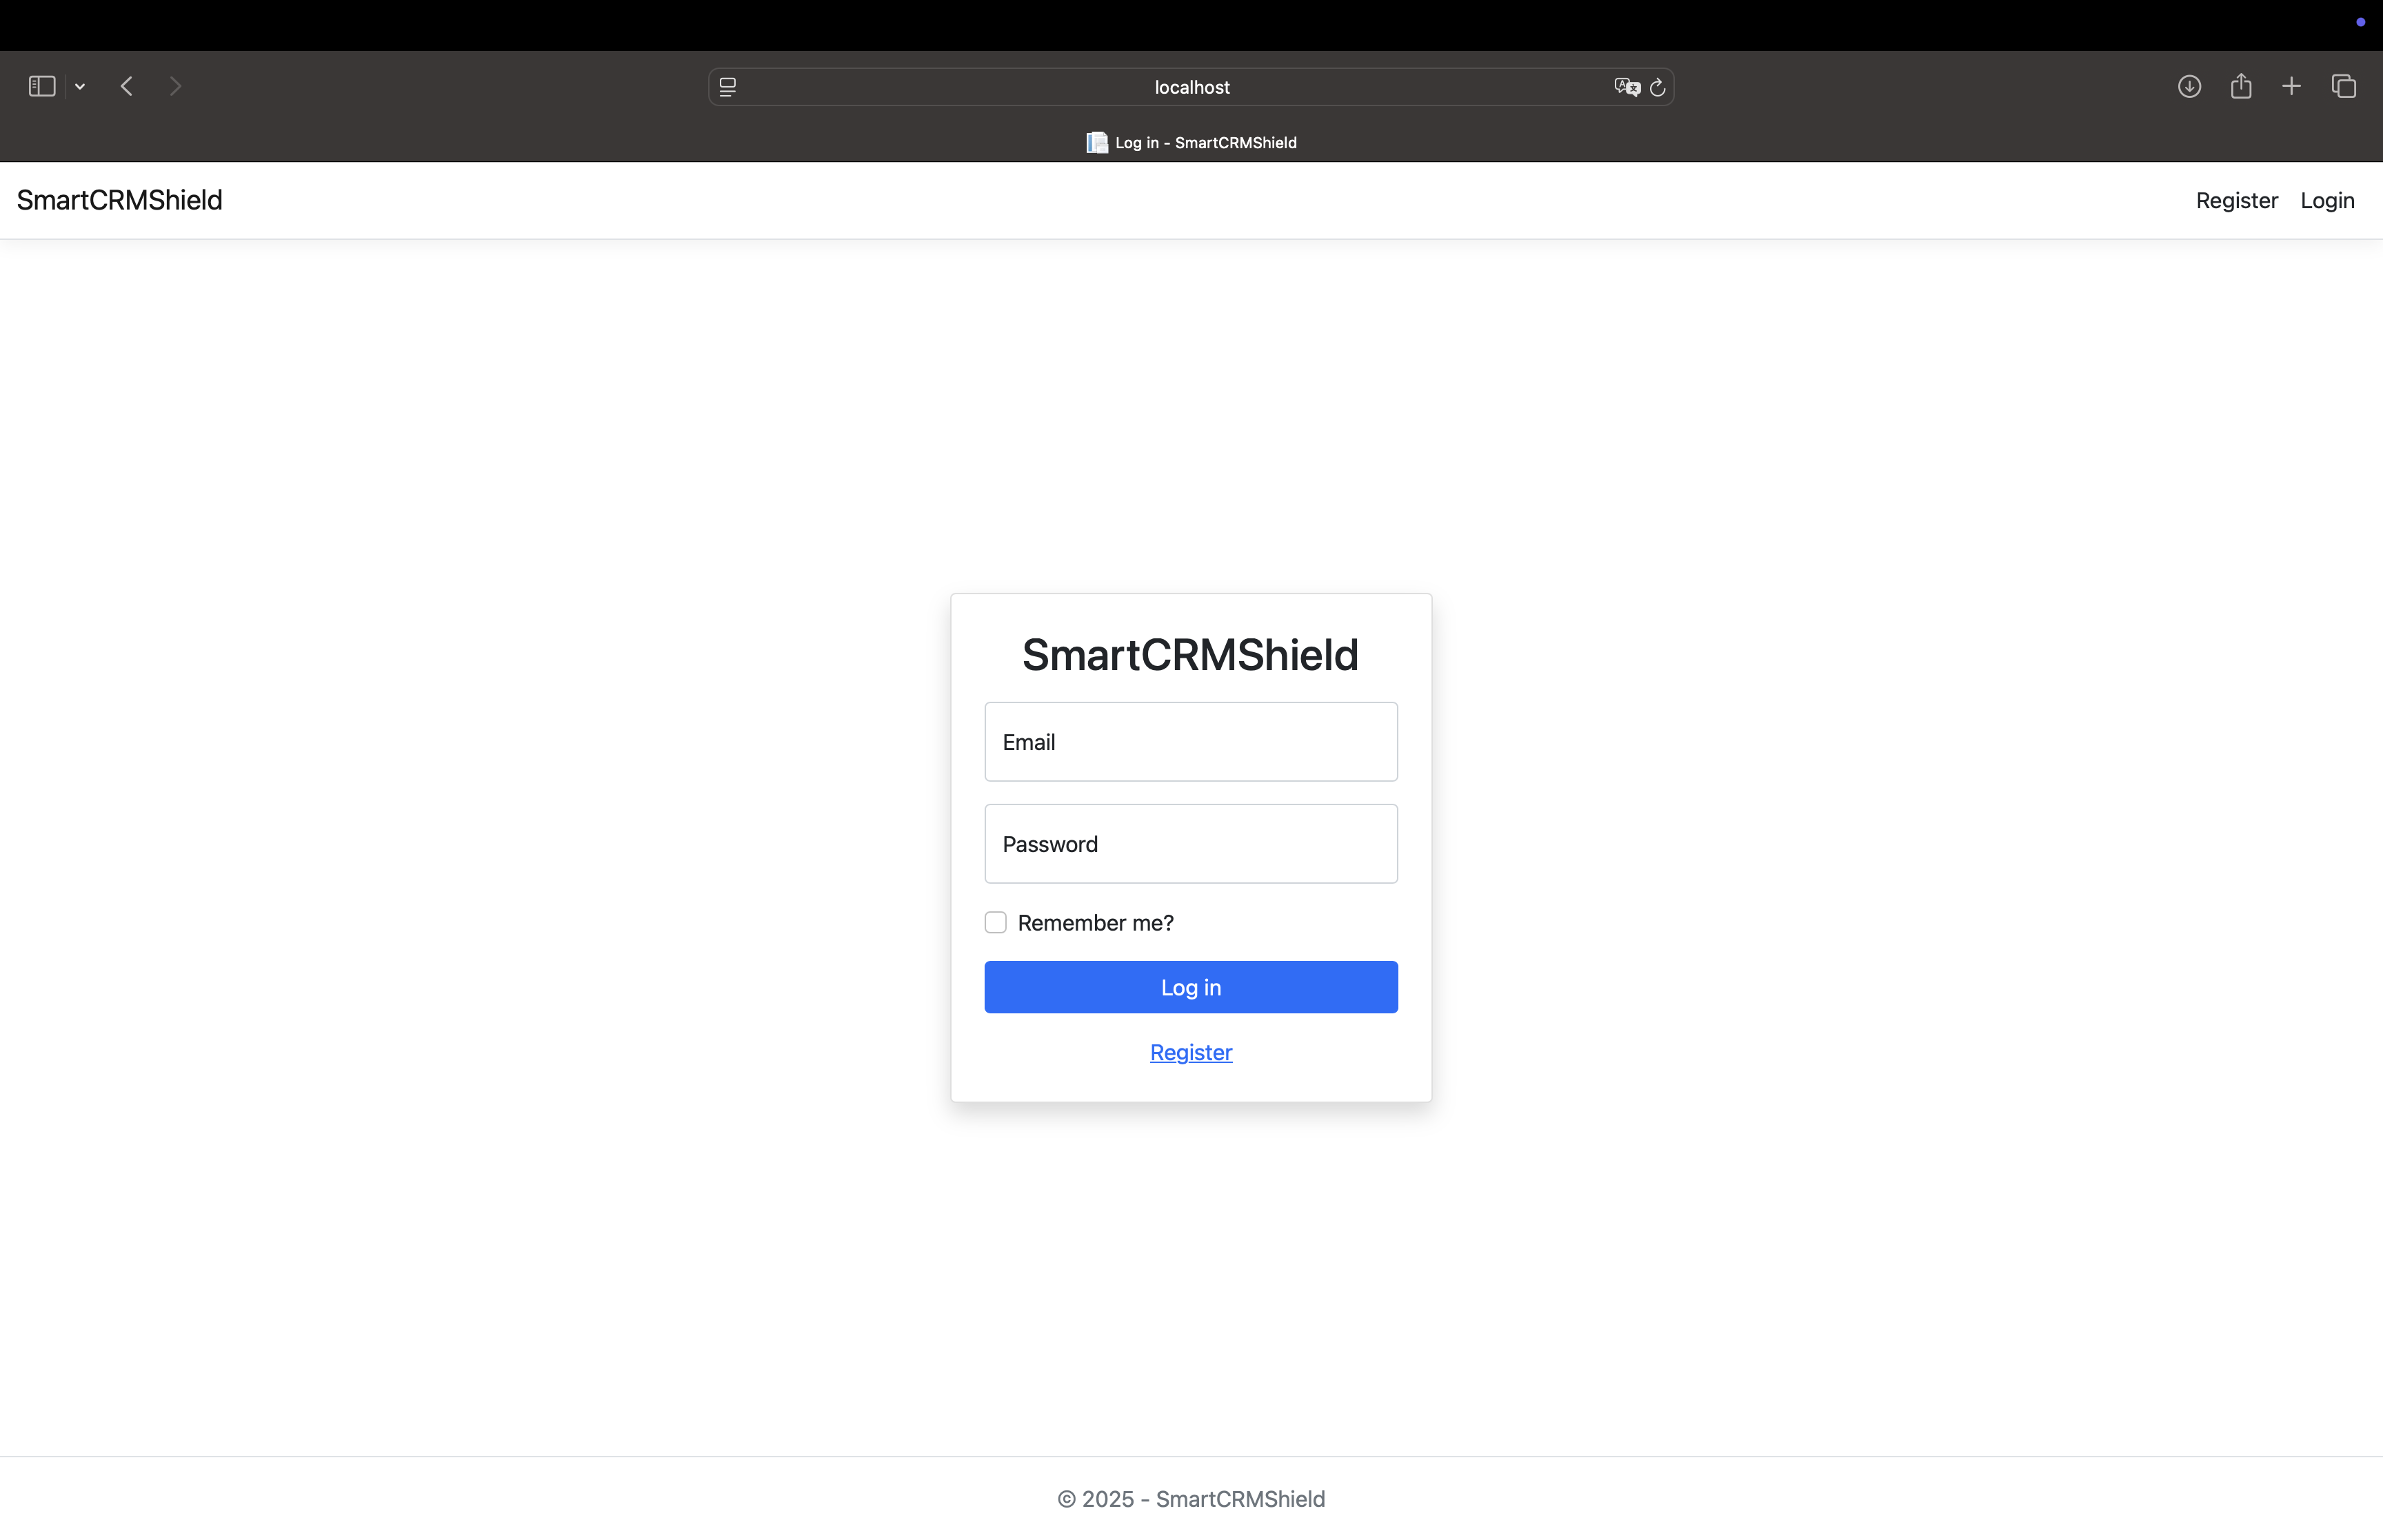 localhost
Log in - SmartCRMShield
SmartCRMShield
Register Login
SmartCRMShield
Email
Password
Remember me?
Log in
Register
© 2025 - SmartCRMShield